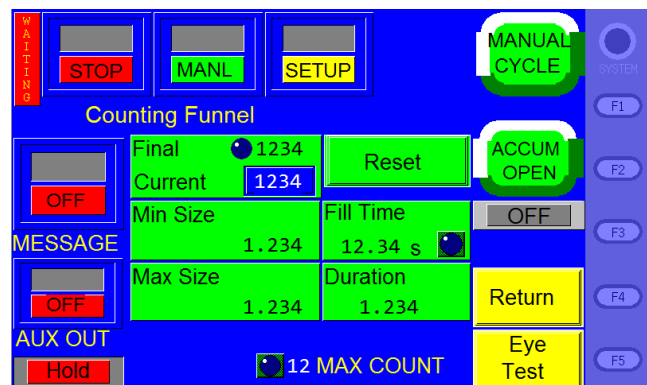 WAITING
STOP
MANL
SETUP
MANUAL
CYCLE
SYSTEM
Counting Funnel
F1
Final 1234
Current 1234
Reset
ACCUM
OPEN
F2
OFF
MESSAGE
Min Size
1.234
Fill Time
12.34 s
OFF
F3
OFF
AUX OUT
Max Size
1.234
Duration
1.234
Return
F4
Hold
12 MAX COUNT
Eye
Test
F5